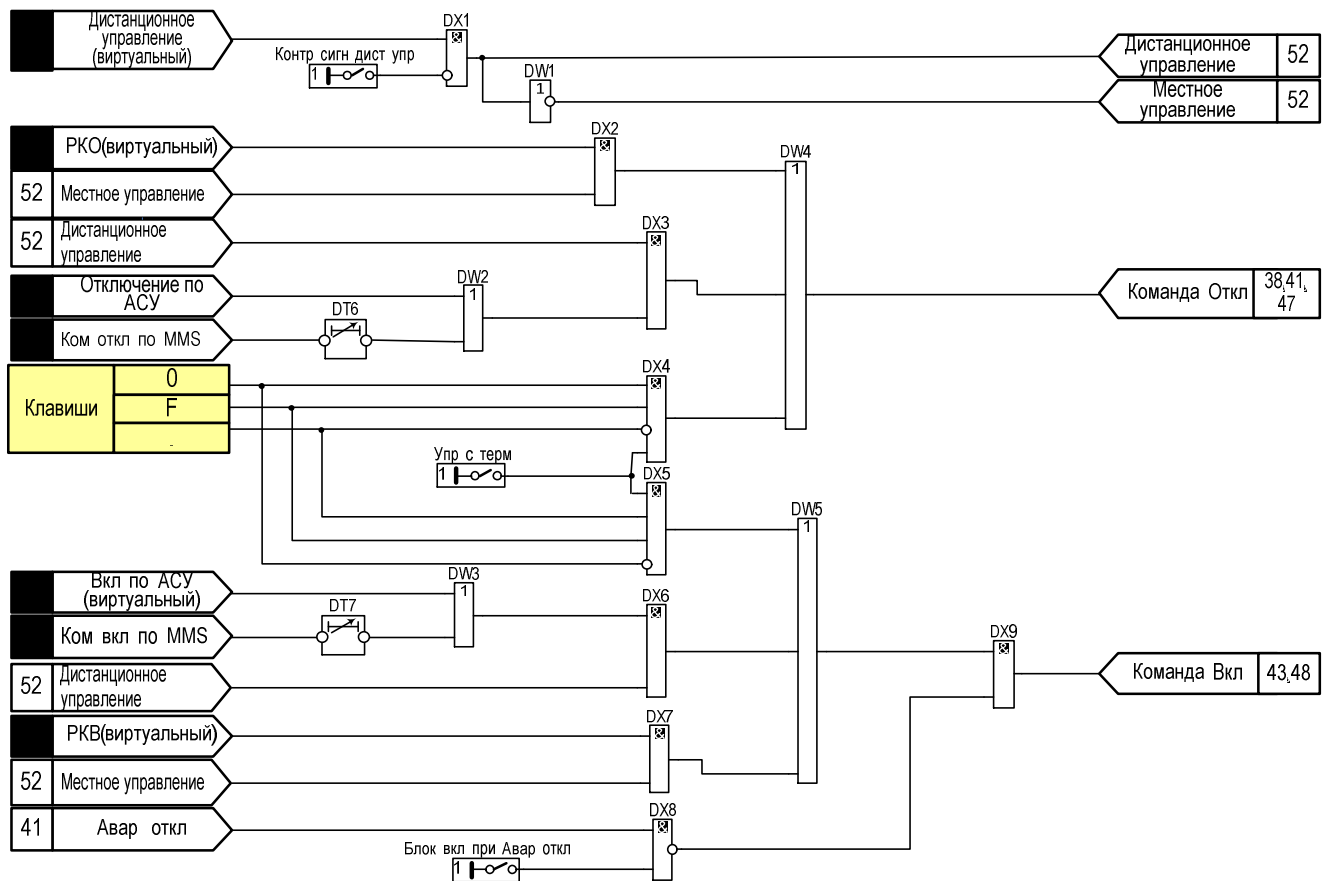 Дистанционное
управление
(виртуальный)
DX1
&
Контр сигн дист упр
1
DW1
1
Дистанционное
управление
52
Местное
управление
52
РКО(виртуальный)
DX2
&
52
Местное управление
DW4
1
52
Дистанционное
управление
DX3
&
Отключение по
АСУ
DW2
1
Ком откл по MMS
DT6
Команда Откл
38,41,
47
Клавиши
0
F
-
DX4
&
Упр с терм
1
DX5
&
DW5
1
Вкл по АСУ
(виртуальный)
DW3
1
Ком вкл по MMS
DT7
DX6
&
52
Дистанционное
управление
DX9
&
Команда Вкл
43,48
РКВ(виртуальный)
DX7
&
52
Местное управление
41
Авар откл
DX8
&
Блок вкл при Авар откл
1